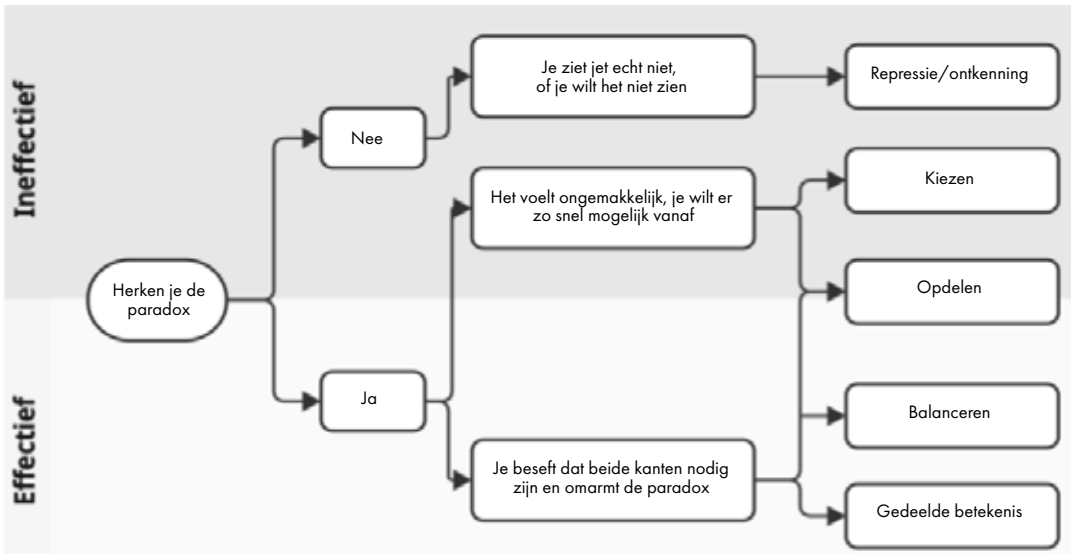 Ineffectief
Effectief
Herken je de
paradox
Nee
Ja
Je ziet jet echt niet,
of je wilt het niet zien
Het voelt ongemakkelijk, je wilt er
zo snel mogelijk vanaf
Je beseft dat beide kanten nodig
zijn en omarmt de paradox
Repressie/ontkenning
Kiezen
Opdelen
Balanceren
Gedeelde betekenis